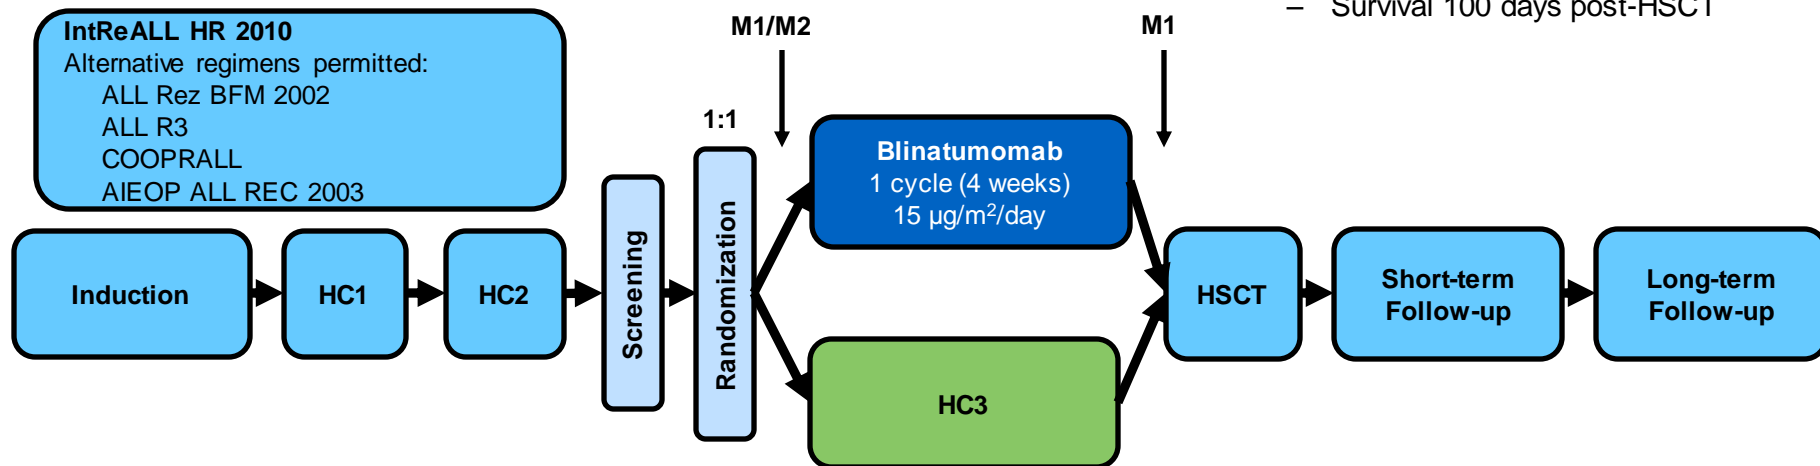 – Survival 100 days post-HSCT
IntReALL HR 2010
Alternative regimens permitted:
ALL Rez BFM 2002
ALL R3
COOPRALL
AIEOP ALL REC 2003
M1/M2
M1
1:1
Induction
HC1
HC2
Screening
Randomization
Blinatumomab
1 cycle (4 weeks)
15 µg/m²/day
HC3
HSCT
Short-term
Follow-up
Long-term
Follow-up